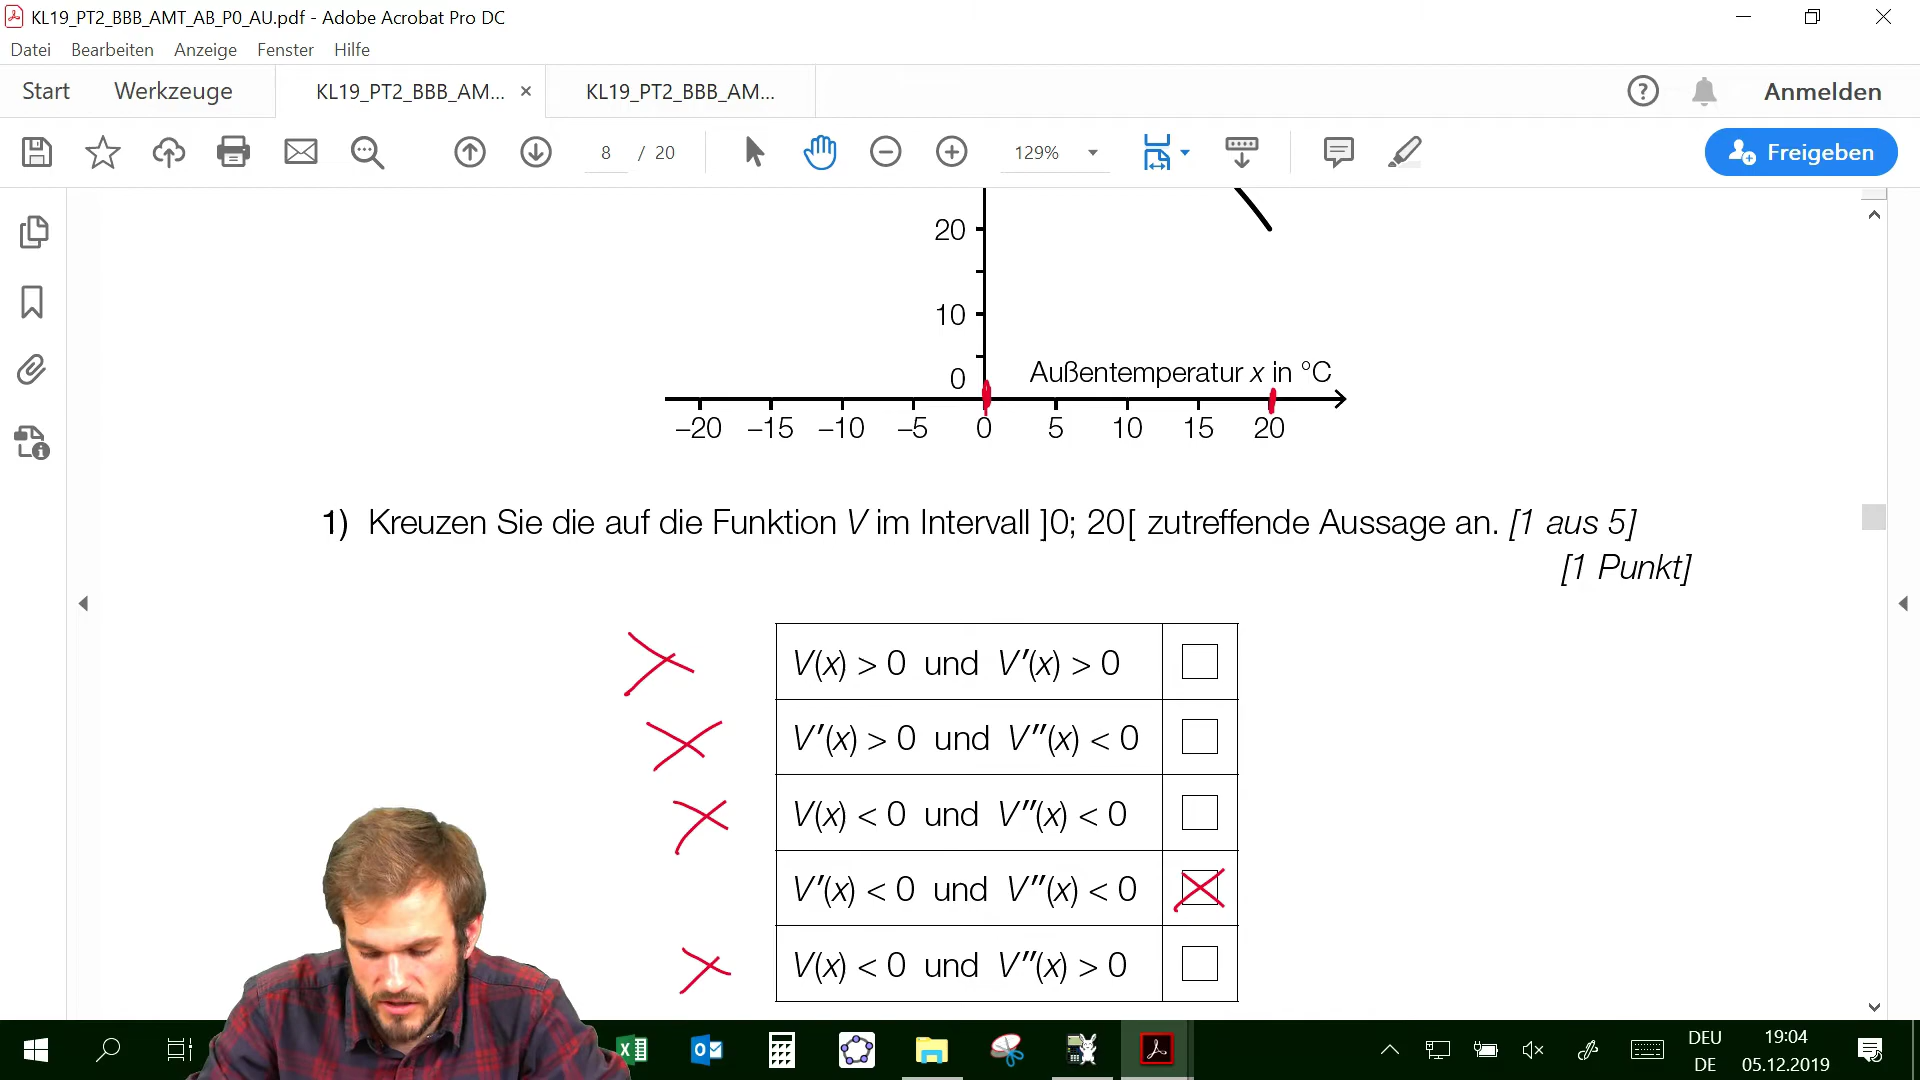 KL19_PT2_BBB_AMT_AB_P0_AU.pdf - Adobe Acrobat Pro DC
Datei Bearbeiten Anzeige Fenster Hilfe
Start Werkzeuge KL19_PT2_BBB_AM... × KL19_PT2_BBB_AM... Anmelden
8 / 20 129% Freigeben
20
10
0
Außentemperatur x in °C
–20 –15 –10 –5 0 5 10 15 20
1) Kreuzen Sie die auf die Funktion V im Intervall ]0; 20[ zutreffende Aussage an. [1 aus 5]
[1 Punkt]
V(x) > 0 und V′(x) > 0
V′(x) > 0 und V″(x) < 0
V(x) < 0 und V″(x) < 0
V′(x) < 0 und V″(x) < 0
V(x) < 0 und V″(x) > 0
DEU 19:04
DE 05.12.2019